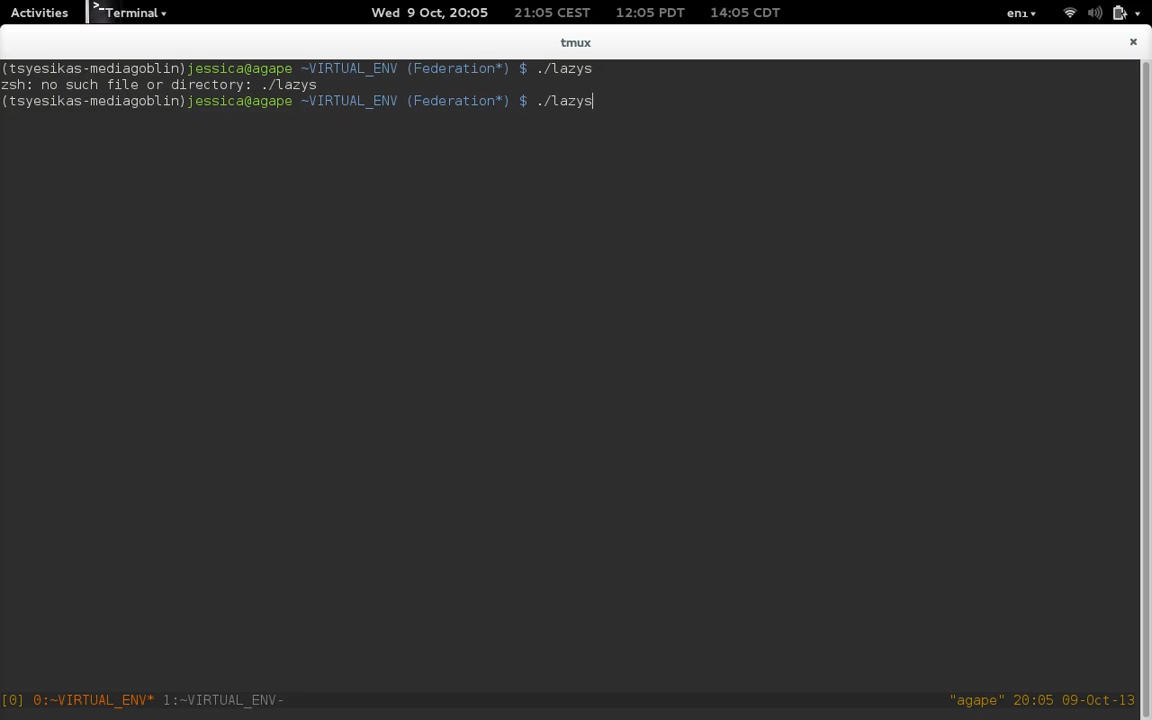 Activities
>_
Terminal
Wed 9 Oct, 20:05 21:05 CEST 12:05 PDT 14:05 CDT
en1
tmux
×
(tsyesikas-mediagoblin)jessica@agape ~VIRTUAL_ENV (Federation*) $ ./lazys
zsh: no such file or directory: ./lazys
(tsyesikas-mediagoblin)jessica@agape ~VIRTUAL_ENV (Federation*) $ ./lazys
[0] 0:~VIRTUAL_ENV* 1:~VIRTUAL_ENV- "agape" 20:05 09-Oct-13